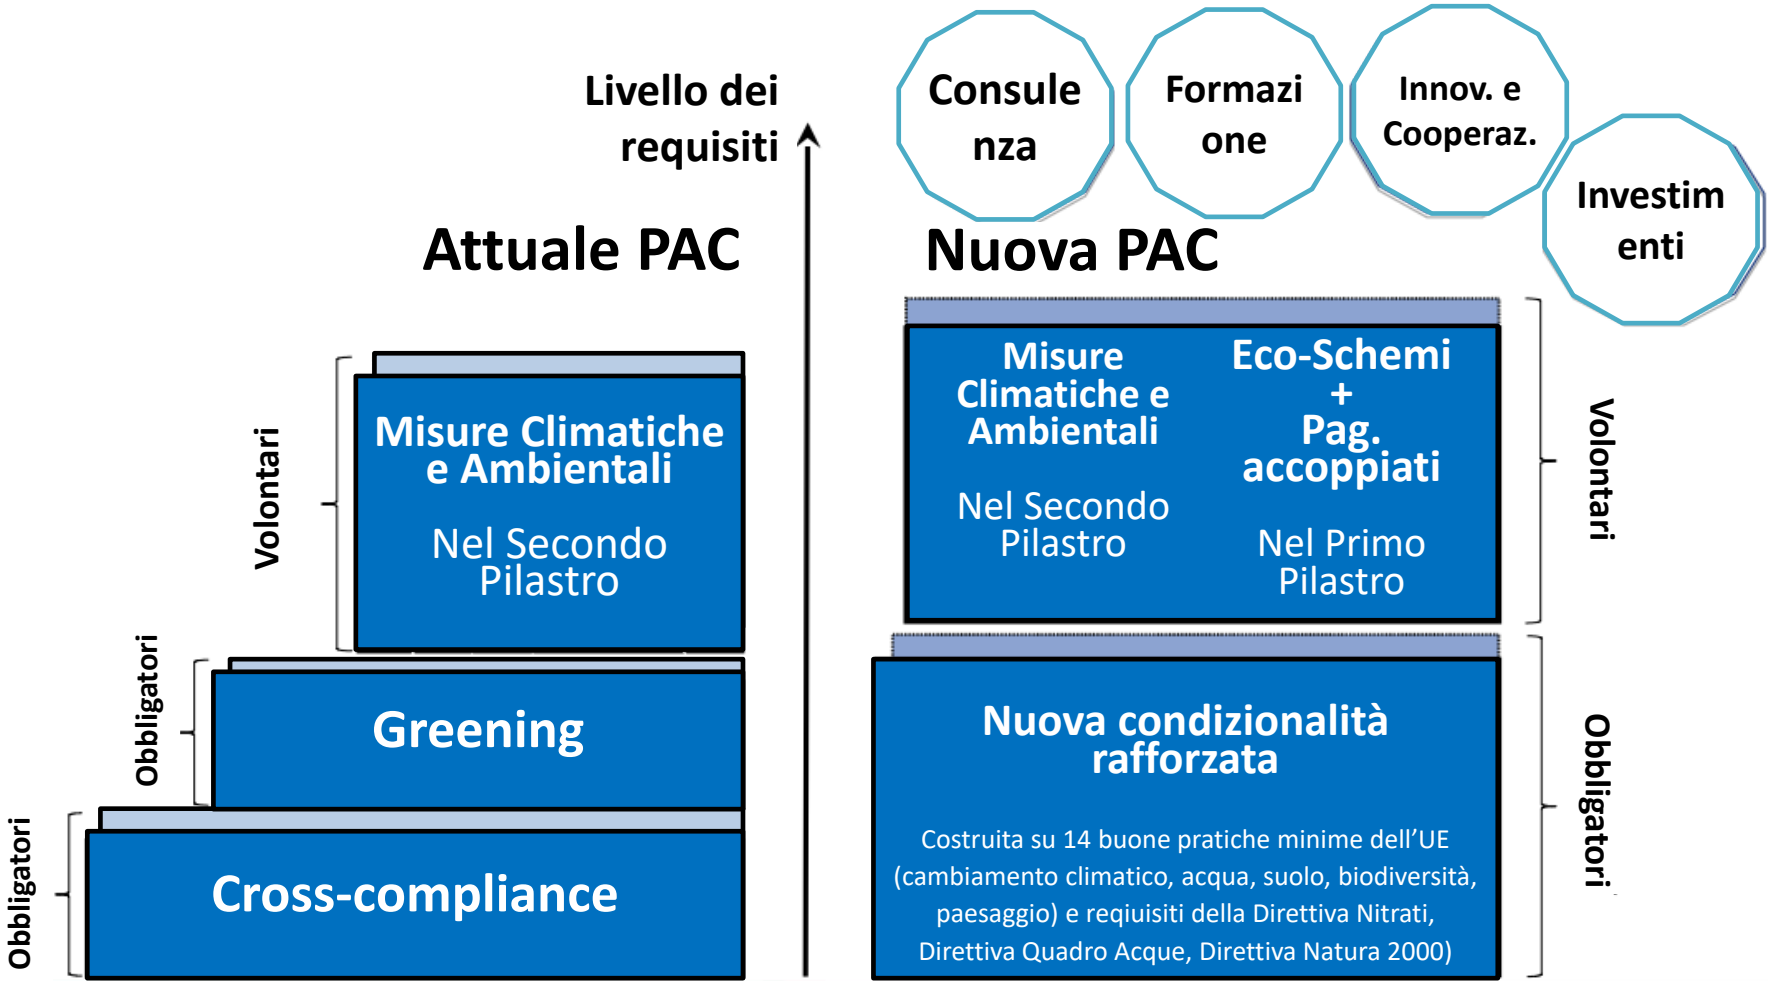 Livello dei
requisiti
Consule
nza
Formazi
one
Innov. e
Cooperaz.
Investim
enti
Attuale PAC
Nuova PAC
Volontari
Misure Climatiche
e Ambientali
Nel Secondo
Pilastro
Obbligatori
Greening
Obbligatori
Cross-compliance
Misure
Climatiche e
Ambientali
Nel Secondo
Pilastro
Eco-Schemi
+
Pag.
accoppiati
Nel Primo
Pilastro
Volontari
Nuova condizionalità
rafforzata
Costruita su 14 buone pratiche minime dell’UE
(cambiamento climatico, acqua, suolo, biodiversità,
paesaggio) e reqiuisiti della Direttiva Nitrati,
Direttiva Quadro Acque, Direttiva Natura 2000)
Obbligatori